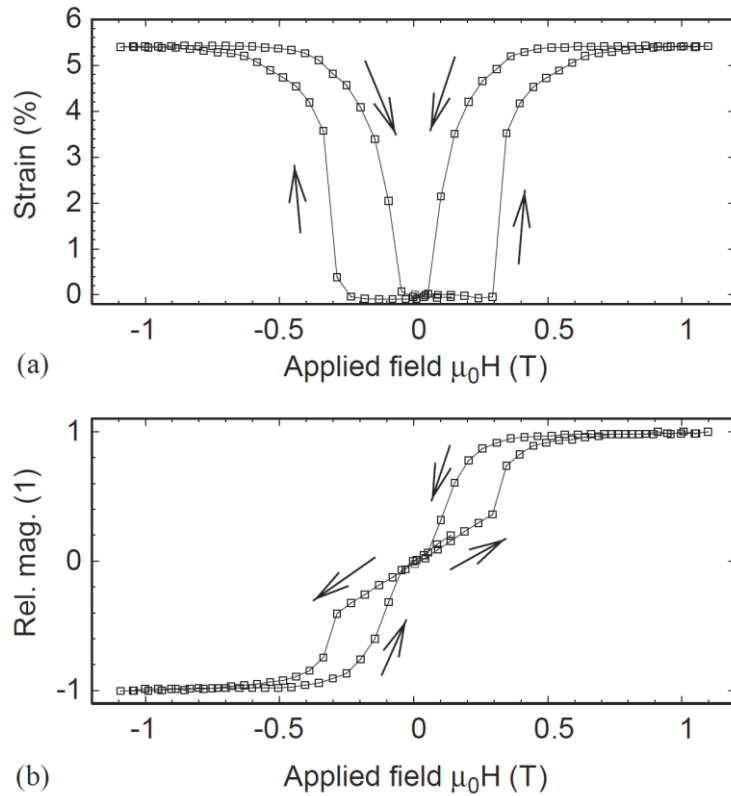 6
5
4
3
2
1
0
Strain (%)
-1 -0.5 0 0.5 1
(a)
Applied field μ₀H (T)
1
0
-1
Rel. mag. (1)
-1 -0.5 0 0.5 1
(b)
Applied field μ₀H (T)